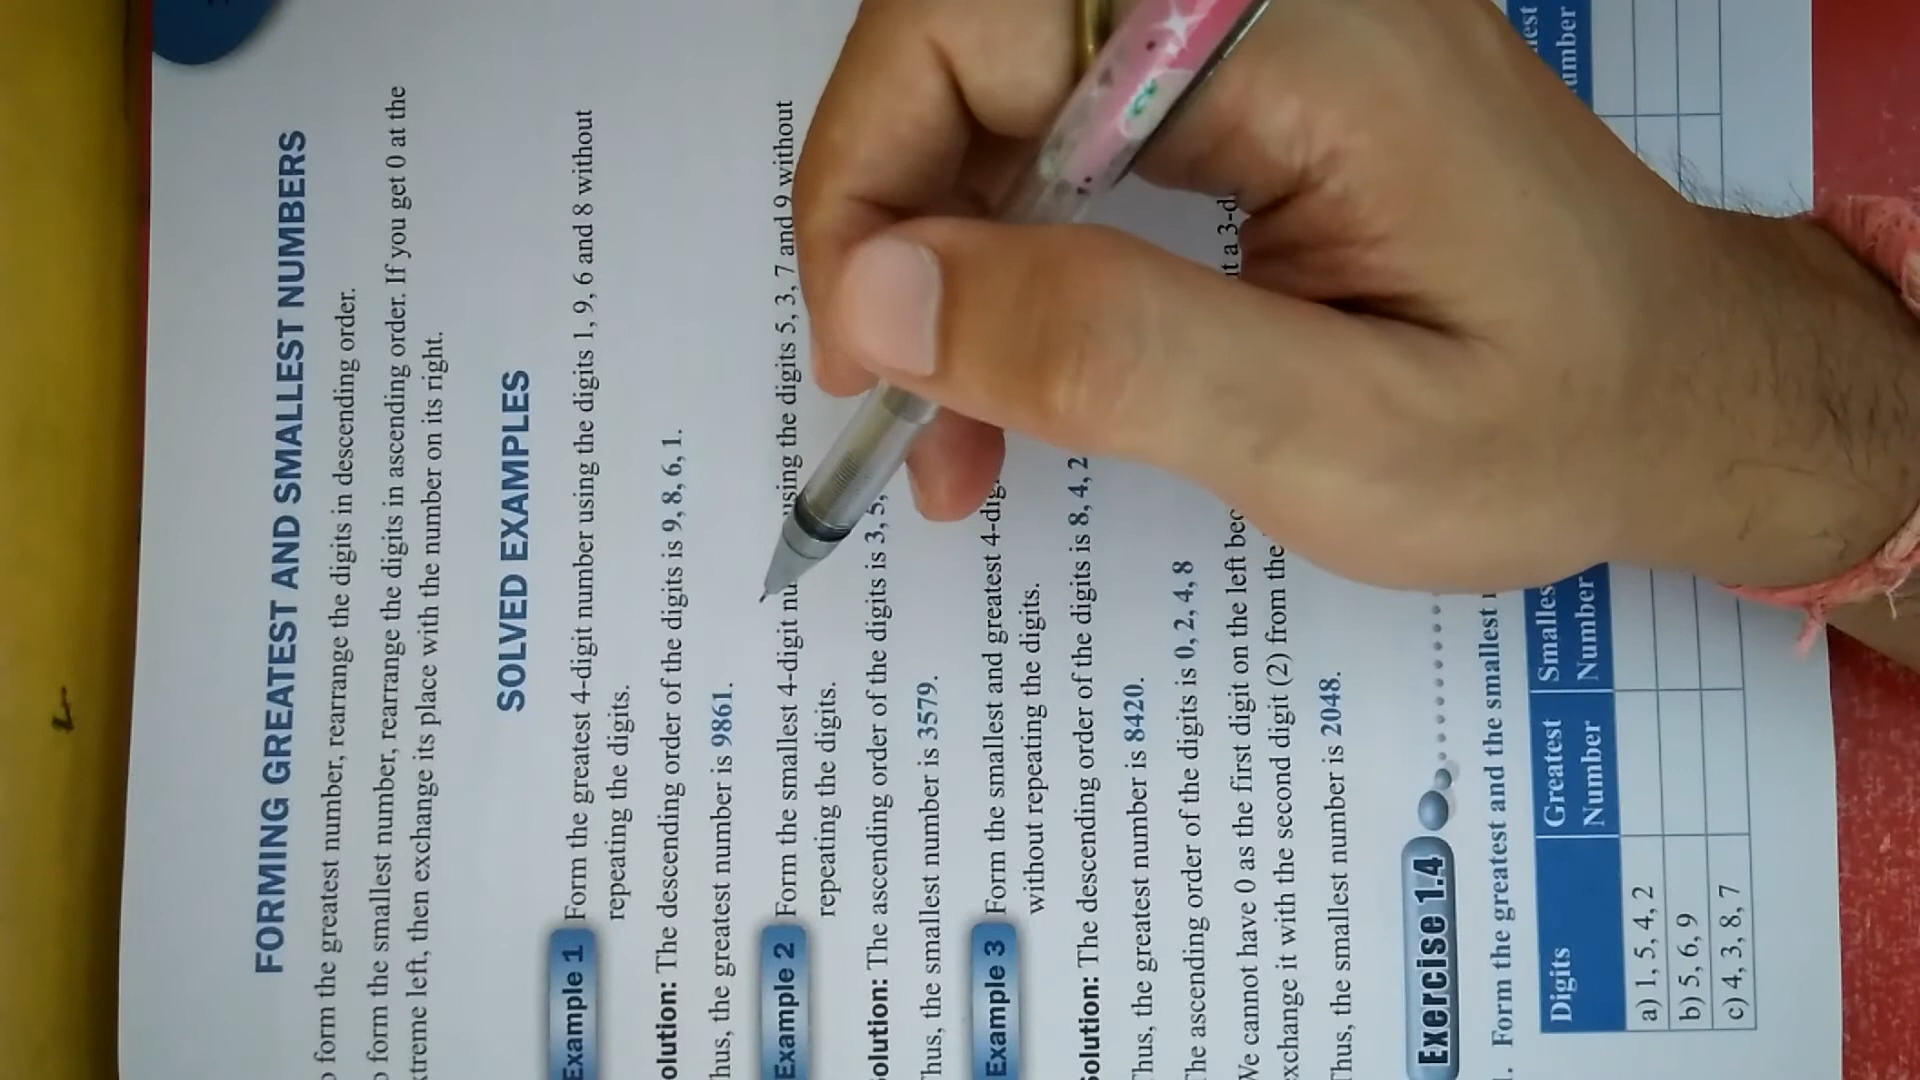 FORMING GREATEST AND SMALLEST NUMBERS
form the greatest number, rearrange the digits in descending order.
form the smallest number, rearrange the digits in ascending order. If you get 0 at the
xtreme left, then exchange its place with the number on its right.
SOLVED EXAMPLES
Example 1 Form the greatest 4-digit number using the digits 1, 9, 6 and 8 without
repeating the digits.
olution: The descending order of the digits is 9, 8, 6, 1.
hus, the greatest number is 9861.
Example 2 Form the smallest 4-digit nu using the digits 5, 3, 7 and 9 without
repeating the digits.
olution: The ascending order of the digits is 3, 5,
hus, the smallest number is 3579.
Example 3 Form the smallest and greatest 4-dig
without repeating the digits.
olution: The descending order of the digits is 8, 4, 2
hus, the greatest number is 8420.
he ascending order of the digits is 0, 2, 4, 8
We cannot have 0 as the first digit on the left bec t a 3-d
xchange it with the second digit (2) from the
hus, the smallest number is 2048.
Exercise 1.4
. Form the greatest and the smallest
Digits Greatest Number Smalles Number est umber
a) 1, 5, 4, 2
b) 5, 6, 9
c) 4, 3, 8, 7